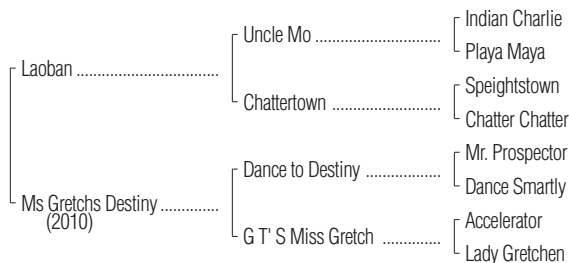 Indian Charlie
Uncle Mo ..................................
Playa Maya
Laoban ......................................
Speightstown
Chattertown .............................
Chatter Chatter
Mr. Prospector
Dance to Destiny ....................
Dance Smartly
Ms Gretchs Destiny ...............
(2010)
Accelerator
G T' S Miss Gretch ...............
Lady Gretchen